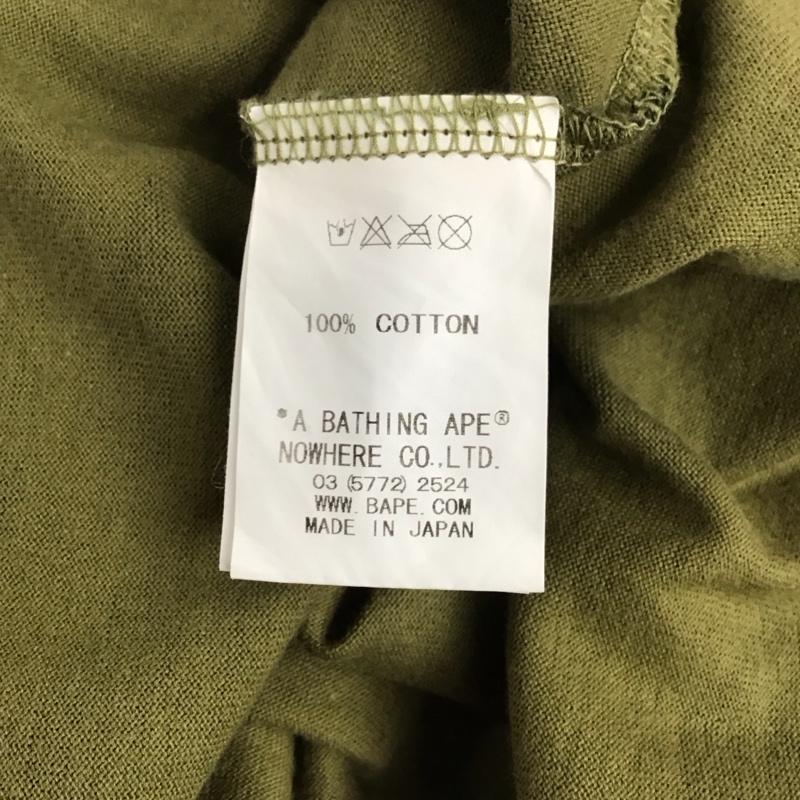 100% COTTON
*A BATHING APE®
NOWHERE CO.,LTD.
03 (5772) 2524
WWW. BAPE. COM
MADE IN JAPAN